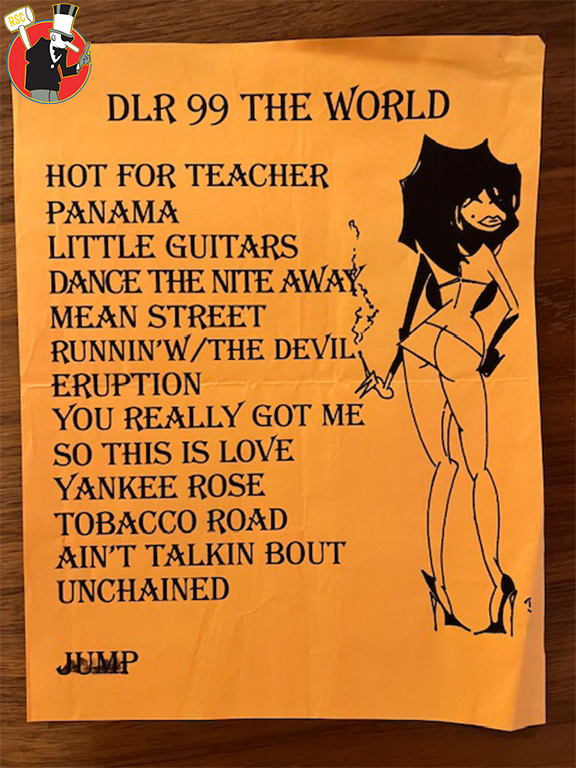 RSC
DLR 99 THE WORLD
HOT FOR TEACHER
PANAMA
LITTLE GUITARS
DANCE THE NITE AWAY
MEAN STREET
RUNNIN'W/THE DEVIL
ERUPTION
YOU REALLY GOT ME
SO THIS IS LOVE
YANKEE ROSE
TOBACCO ROAD
AIN'T TALKIN BOUT
UNCHAINED
JUMP